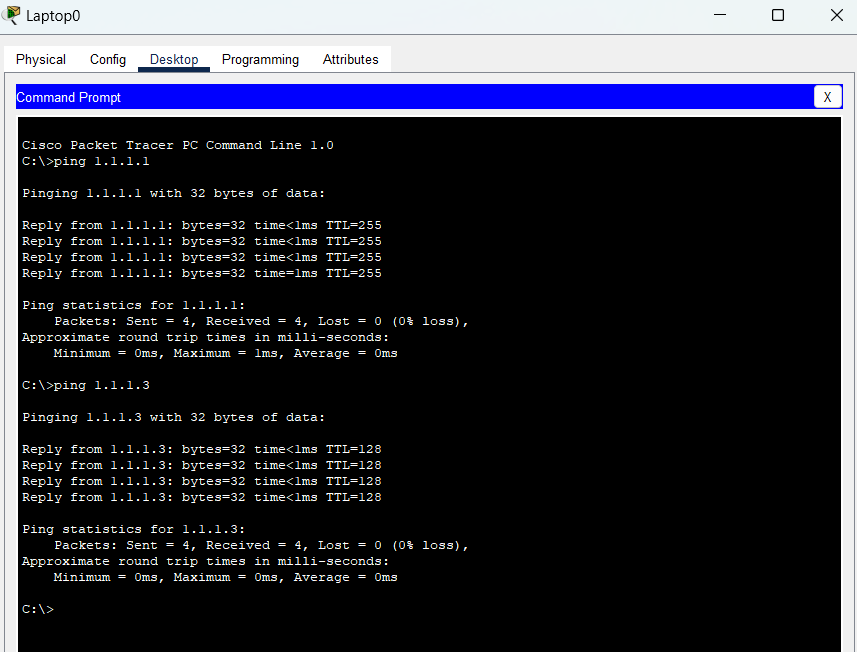 Laptop0
Physical Config Desktop Programming Attributes
Command Prompt
X
Cisco Packet Tracer PC Command Line 1.0
C:\>ping 1.1.1.1
Pinging 1.1.1.1 with 32 bytes of data:
Reply from 1.1.1.1: bytes=32 time<1ms TTL=255
Reply from 1.1.1.1: bytes=32 time<1ms TTL=255
Reply from 1.1.1.1: bytes=32 time<1ms TTL=255
Reply from 1.1.1.1: bytes=32 time=1ms TTL=255
Ping statistics for 1.1.1.1:
Packets: Sent = 4, Received = 4, Lost = 0 (0% loss),
Approximate round trip times in milli-seconds:
Minimum = 0ms, Maximum = 1ms, Average = 0ms
C:\>ping 1.1.1.3
Pinging 1.1.1.3 with 32 bytes of data:
Reply from 1.1.1.3: bytes=32 time<1ms TTL=128
Reply from 1.1.1.3: bytes=32 time<1ms TTL=128
Reply from 1.1.1.3: bytes=32 time<1ms TTL=128
Reply from 1.1.1.3: bytes=32 time<1ms TTL=128
Ping statistics for 1.1.1.3:
Packets: Sent = 4, Received = 4, Lost = 0 (0% loss),
Approximate round trip times in milli-seconds:
Minimum = 0ms, Maximum = 0ms, Average = 0ms
C:\>